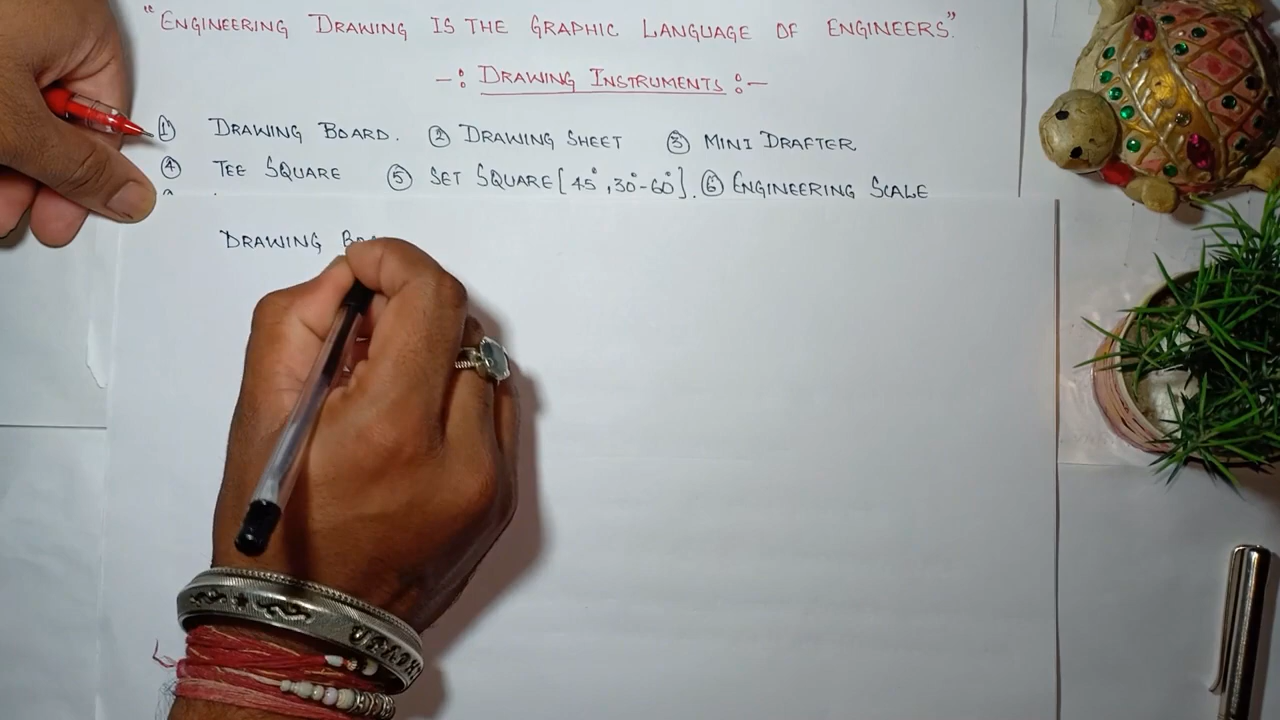 "ENGINEERING DRAWING IS THE GRAPHIC LANGUAGE OF ENGINEERS."
-: DRAWING INSTRUMENTS :-
① DRAWING BOARD. ② DRAWING SHEET ③ MINI DRAFTER
④ TEE SQUARE ⑤ SET SQUARE [45°, 30°-60°]. ⑥ ENGINEERING SCALE
DRAWING